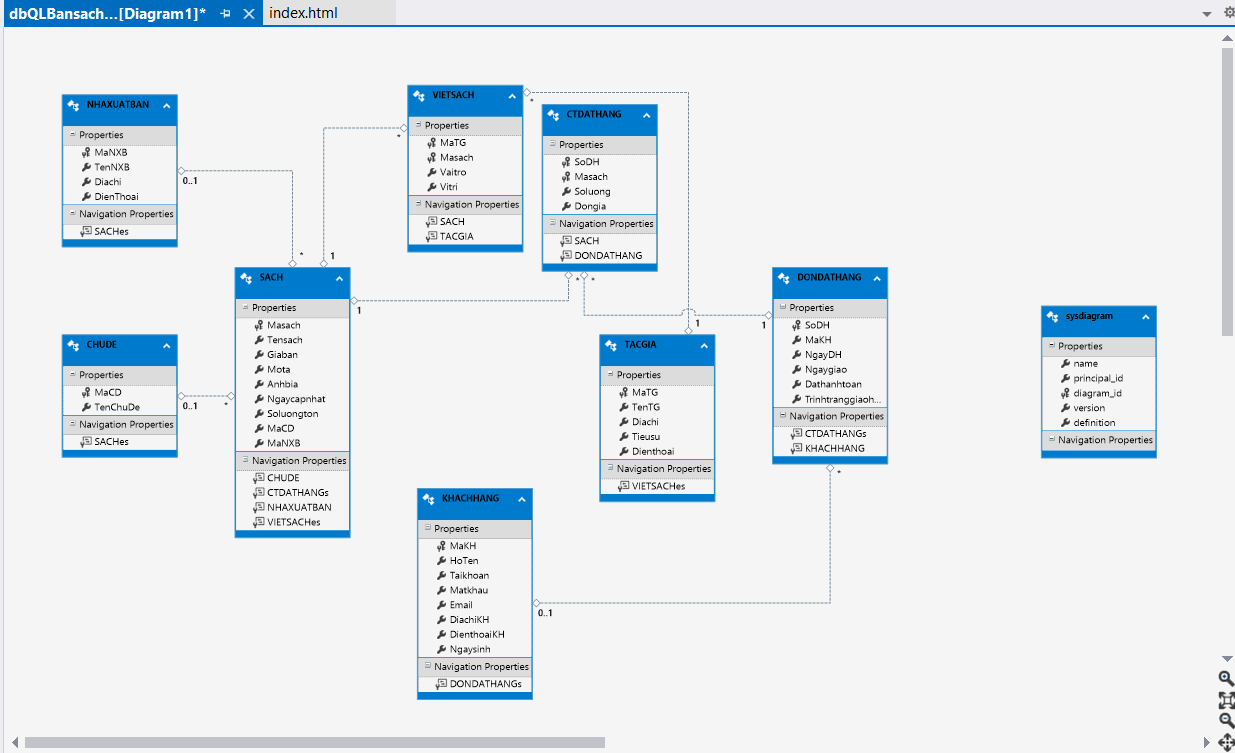 dbQLBansach...[Diagram1]*
index.html
NHAXUATBAN
Properties
MaNXB
TenNXB
Diachi
DienThoai
Navigation Properties
SACHes
0..1
*
VIETSACH
Properties
MaTG
Masach
Vaitro
Vitri
Navigation Properties
SACH
TACGIA
*
*
1
CTDATHANG
Properties
SoDH
Masach
Soluong
Dongia
Navigation Properties
SACH
DONDATHANG
*
*
SACH
Properties
Masach
Tensach
Giaban
Mota
Anhbia
Ngaycapnhat
Soluongton
MaCD
MaNXB
Navigation Properties
CHUDE
CTDATHANGs
NHAXUATBAN
VIETSACHes
1
CHUDE
Properties
MaCD
TenChuDe
Navigation Properties
SACHes
0..1
*
TACGIA
Properties
MaTG
TenTG
Diachi
Tieusu
Dienthoai
Navigation Properties
VIETSACHes
1
DONDATHANG
Properties
SoDH
MaKH
NgayDH
Ngaygiao
Dathanhtoan
Trinhtranggiaoh...
Navigation Properties
CTDATHANGs
KHACHHANG
1
*
KHACHHANG
Properties
MaKH
HoTen
Taikhoan
Matkhau
Email
DiachiKH
DienthoaiKH
Ngaysinh
Navigation Properties
DONDATHANGs
0..1
sysdiagram
Properties
name
principal_id
diagram_id
version
definition
Navigation Properties